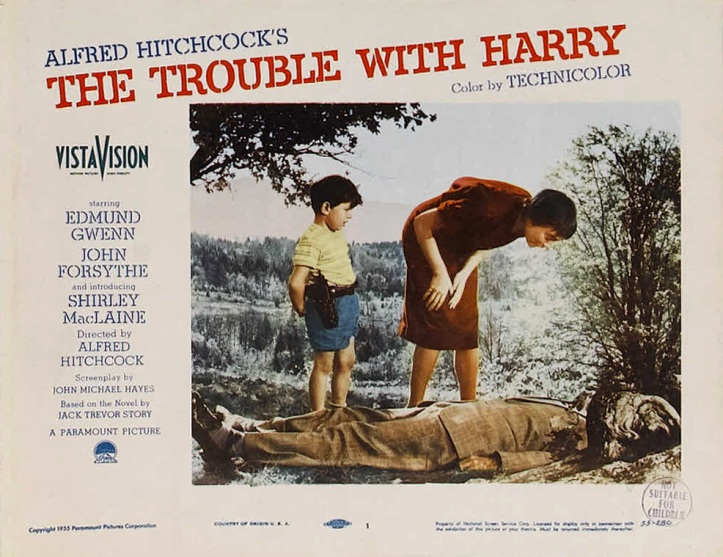 ALFRED HITCHCOCK'S
THE TROUBLE WITH HARRY
Color by TECHNICOLOR
VISTAVISION
MOTION PICTURE HIGH-FIDELITY
starring
EDMUND
GWENN
JOHN
FORSYTHE
and introducing
SHIRLEY
MacLAINE
Directed by
ALFRED
HITCHCOCK
Screenplay by
JOHN MICHAEL HAYES
Based on the Novel by
JACK TREVOR STORY
A PARAMOUNT PICTURE
NOT
SUITABLE
FOR
CHILDREN
Copyright 1955 Paramount Pictures Corporation
COUNTRY OF ORIGIN U. S. A.
1
Property of National Screen Service Corp. Licensed for display only in connection with
the exhibition of this picture at your theatre. Must be returned immediately thereafter.
55-280